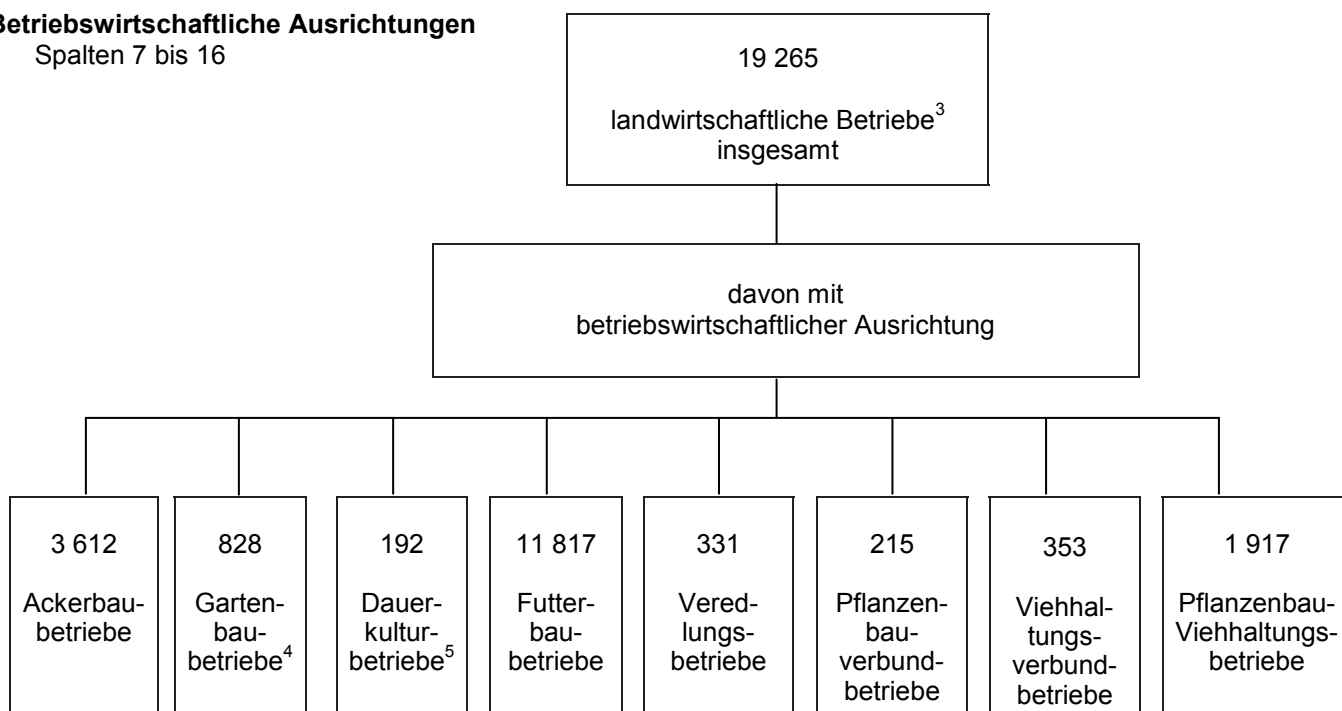 Betriebswirtschaftliche Ausrichtungen
Spalten 7 bis 16
19 265
landwirtschaftliche Betriebe³
insgesamt
davon mit
betriebswirtschaftlicher Ausrichtung
3 612
Ackerbau-
betriebe
828
Garten-
bau-
betriebe⁴
192
Dauer-
kultur-
betriebe⁵
11 817
Futter-
bau-
betriebe
331
Vered-
lungs-
betriebe
215
Pflanzen-
bau-
verbund-
betriebe
353
Viehhal-
tungs-
verbund-
betriebe
1 917
Pflanzenbau-
Viehhaltungs-
betriebe